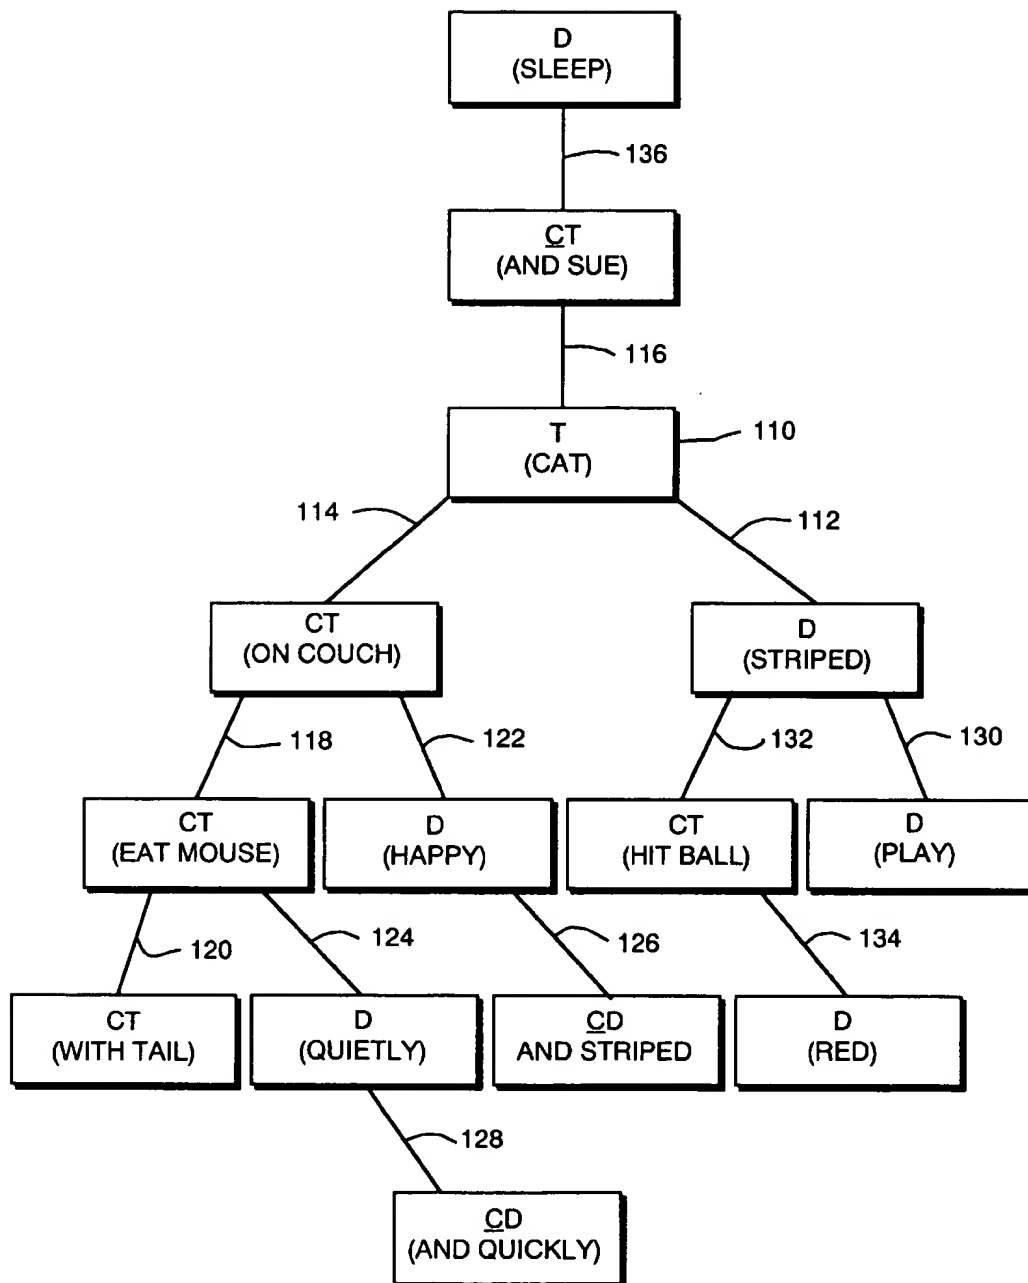 D
(SLEEP)
136
CT
(AND SUE)
116
T
(CAT)
110
114
112
CT
(ON COUCH)
D
(STRIPED)
118
122
132
130
CT
(EAT MOUSE)
D
(HAPPY)
CT
(HIT BALL)
D
(PLAY)
120
124
126
134
CT
(WITH TAIL)
D
(QUIETLY)
CD
AND STRIPED
D
(RED)
128
CD
(AND QUICKLY)